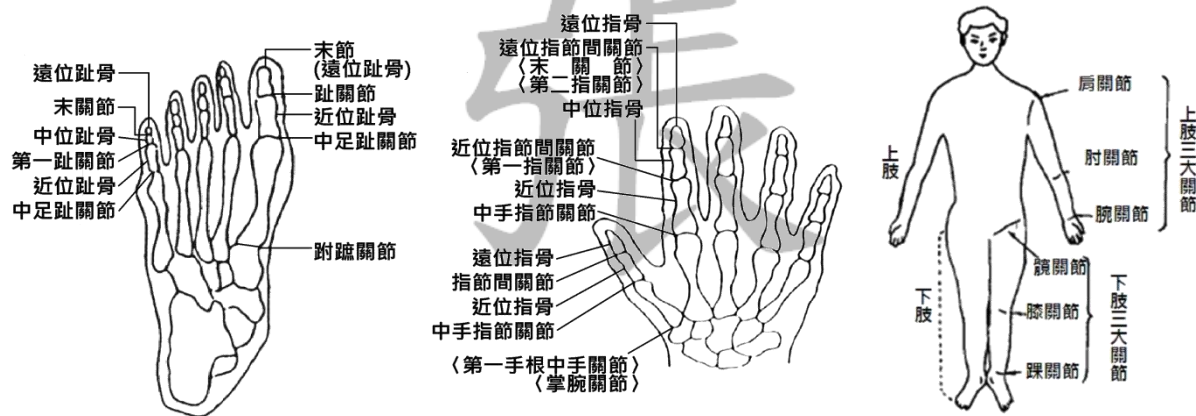 末節
(遠位趾骨)
趾關節
近位趾骨
中足趾關節
跗蹠關節
遠位趾骨
末關節
中位趾骨
第一趾關節
近位趾骨
中足趾關節
張
遠位指骨
遠位指節間關節
〈末 關 節〉
〈第二指關節〉
中位指骨
近位指節間關節
〈第一指關節〉
近位指骨
中手指節關節
遠位指骨
指節間關節
近位指骨
中手指節關節
〈第一手根中手關節〉
〈掌腕關節〉
上肢
肩關節
肘關節
腕關節
上肢三大關節
下肢
髖關節
膝關節
踝關節
下肢三大關節